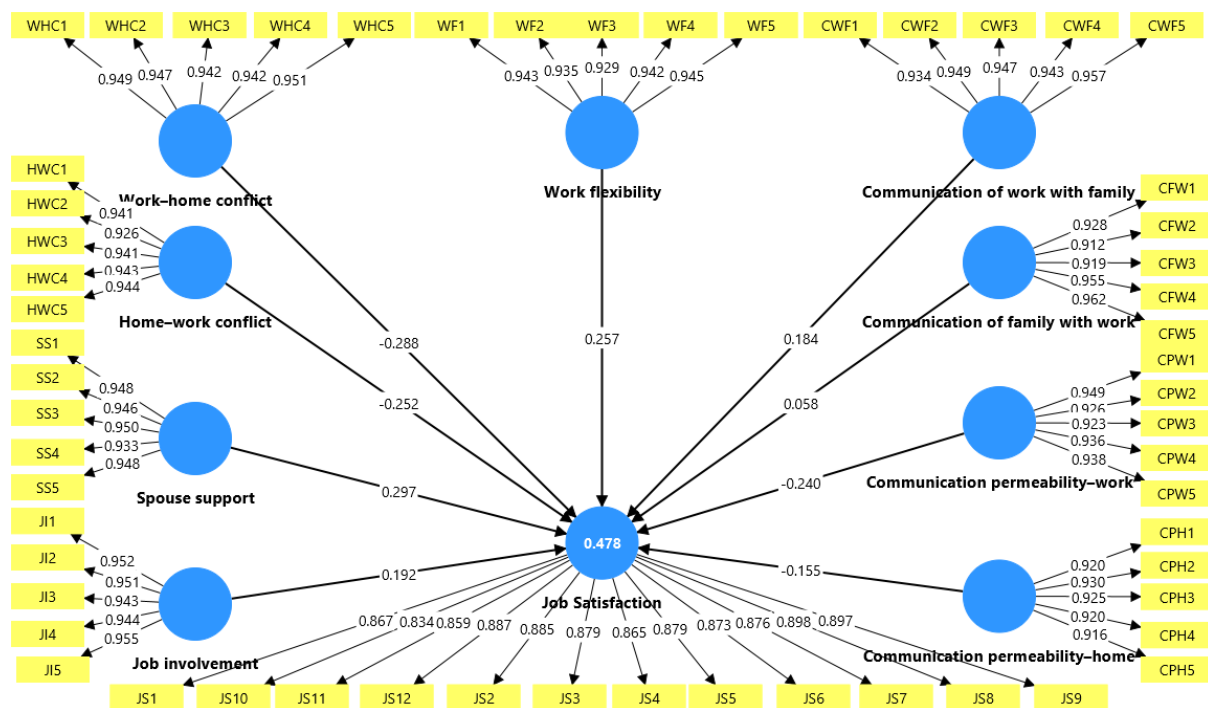 WHC1 WHC2 WHC3 WHC4 WHC5 WF1 WF2 WF3 WF4 WF5 CWF1 CWF2 CWF3 CWF4 CWF5
0.949 0.947 0.942 0.942 0.951 0.943 0.935 0.929 0.942 0.945 0.934 0.949 0.947 0.943 0.957
Work–home conflict
Work flexibility
Communication of work with family
HWC1
HWC2
HWC3
HWC4
HWC5
0.941
0.926
0.941
0.943
0.944
Home–work conflict
CFW1
CFW2
CFW3
CFW4
CFW5
0.928
0.912
0.919
0.955
0.962
Communication of family with work
SS1
SS2
SS3
SS4
SS5
0.948
0.946
0.950
0.933
0.948
Spouse support
-0.288
-0.252
0.297
0.192
0.257
0.184
0.058
-0.240
-0.155
CPW1
CPW2
CPW3
CPW4
CPW5
0.949
0.926
0.923
0.936
0.938
Communication permeability–work
JI1
JI2
JI3
JI4
JI5
0.952
0.951
0.943
0.944
0.955
Job involvement
0.478
Job Satisfaction
CPH1
CPH2
CPH3
CPH4
CPH5
0.920
0.930
0.925
0.920
0.916
Communication permeability–home
0.867 0.834 0.859 0.887 0.885 0.879 0.865 0.879 0.873 0.876 0.898 0.897
JS1 JS10 JS11 JS12 JS2 JS3 JS4 JS5 JS6 JS7 JS8 JS9